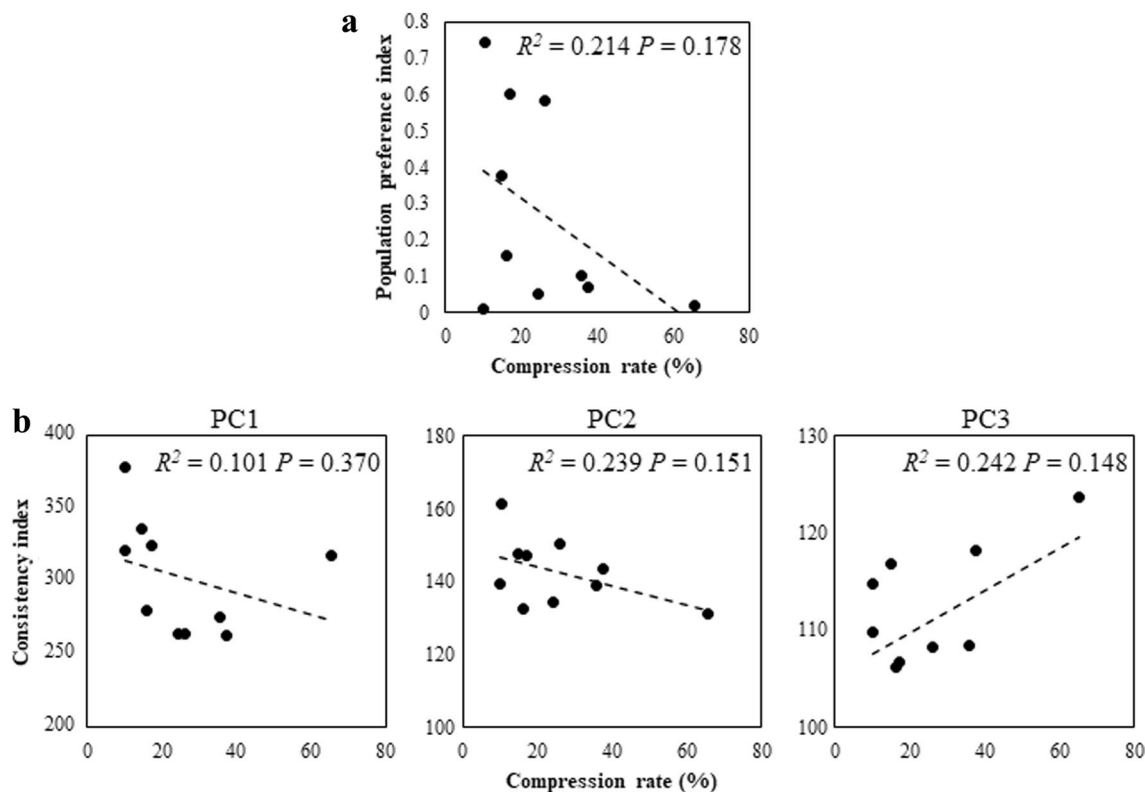 a
R² = 0.214 P = 0.178
Population preference index
0.8
0.7
0.6
0.5
0.4
0.3
0.2
0.1
0
0 20 40 60 80
Compression rate (%)
b
PC1 PC2 PC3
Consistency index
400
350
300
250
200
R² = 0.101 P = 0.370
0 20 40 60 80
180
160
140
120
100
R² = 0.239 P = 0.151
0 20 40 60 80
130
120
110
100
R² = 0.242 P = 0.148
0 20 40 60 80
Compression rate (%)